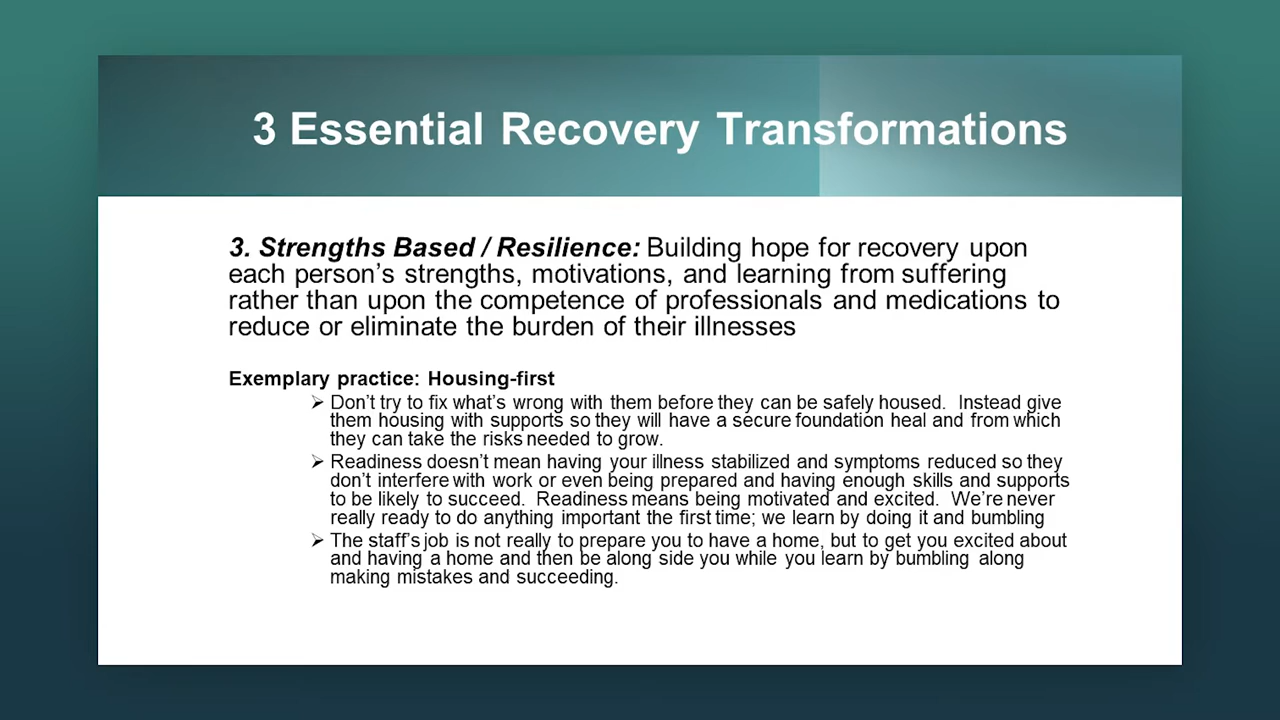 3 Essential Recovery Transformations
3. Strengths Based / Resilience: Building hope for recovery upon
each person’s strengths, motivations, and learning from suffering
rather than upon the competence of professionals and medications to
reduce or eliminate the burden of their illnesses
Exemplary practice: Housing-first
➢ Don’t try to fix what’s wrong with them before they can be safely housed. Instead give
them housing with supports so they will have a secure foundation heal and from which
they can take the risks needed to grow.
➢ Readiness doesn’t mean having your illness stabilized and symptoms reduced so they
don’t interfere with work or even being prepared and having enough skills and supports
to be likely to succeed. Readiness means being motivated and excited. We’re never
really ready to do anything important the first time; we learn by doing it and bumbling
➢ The staff’s job is not really to prepare you to have a home, but to get you excited about
and having a home and then be along side you while you learn by bumbling along
making mistakes and succeeding.